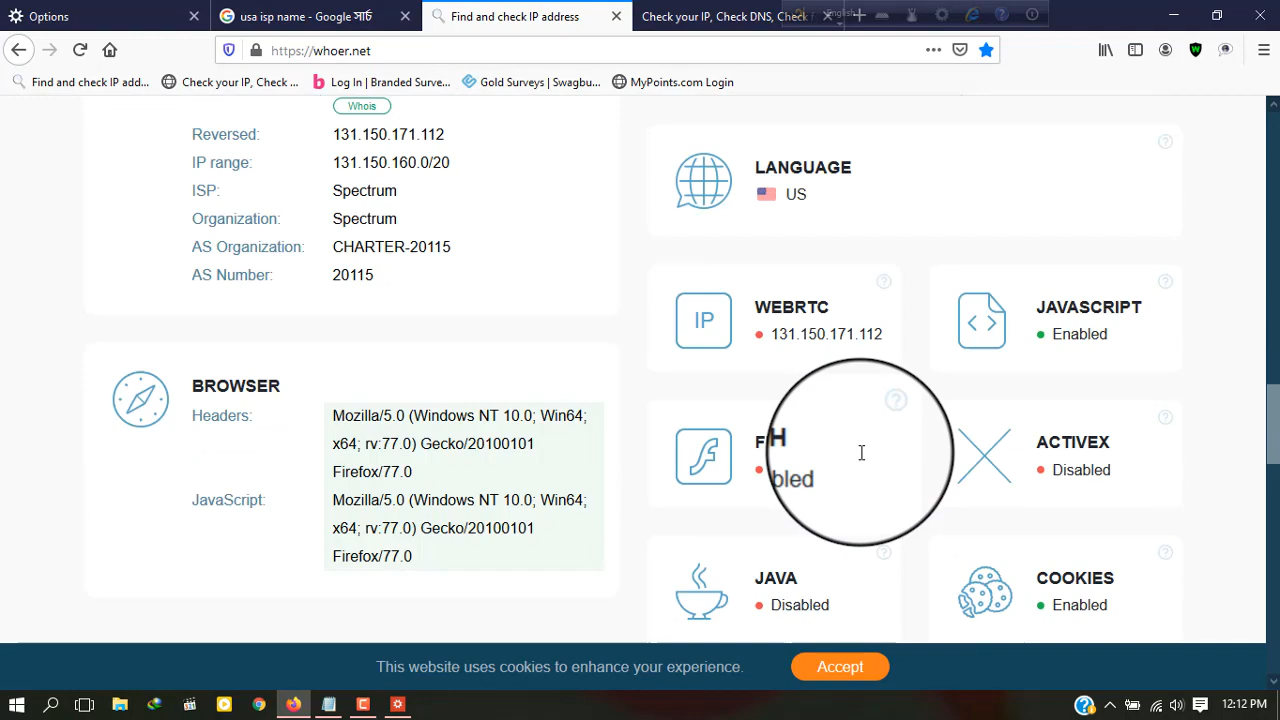 Options
usa isp name - Google সার্চ
Find and check IP address
Check your IP, Check DNS, Check
English
https://whoer.net
Find and check IP add...
Check your IP, Check ...
Log In | Branded Surve...
Gold Surveys | Swagbu...
MyPoints.com Login
Whois
Reversed: 131.150.171.112
IP range: 131.150.160.0/20
ISP: Spectrum
Organization: Spectrum
AS Organization: CHARTER-20115
AS Number: 20115
BROWSER
Headers: Mozilla/5.0 (Windows NT 10.0; Win64;
x64; rv:77.0) Gecko/20100101
Firefox/77.0
JavaScript: Mozilla/5.0 (Windows NT 10.0; Win64;
x64; rv:77.0) Gecko/20100101
Firefox/77.0
LANGUAGE
US
WEBRTC
IP
131.150.171.112
JAVASCRIPT
Enabled
F H
bled
ACTIVEX
Disabled
JAVA
Disabled
COOKIES
Enabled
This website uses cookies to enhance your experience.
Accept
12:12 PM